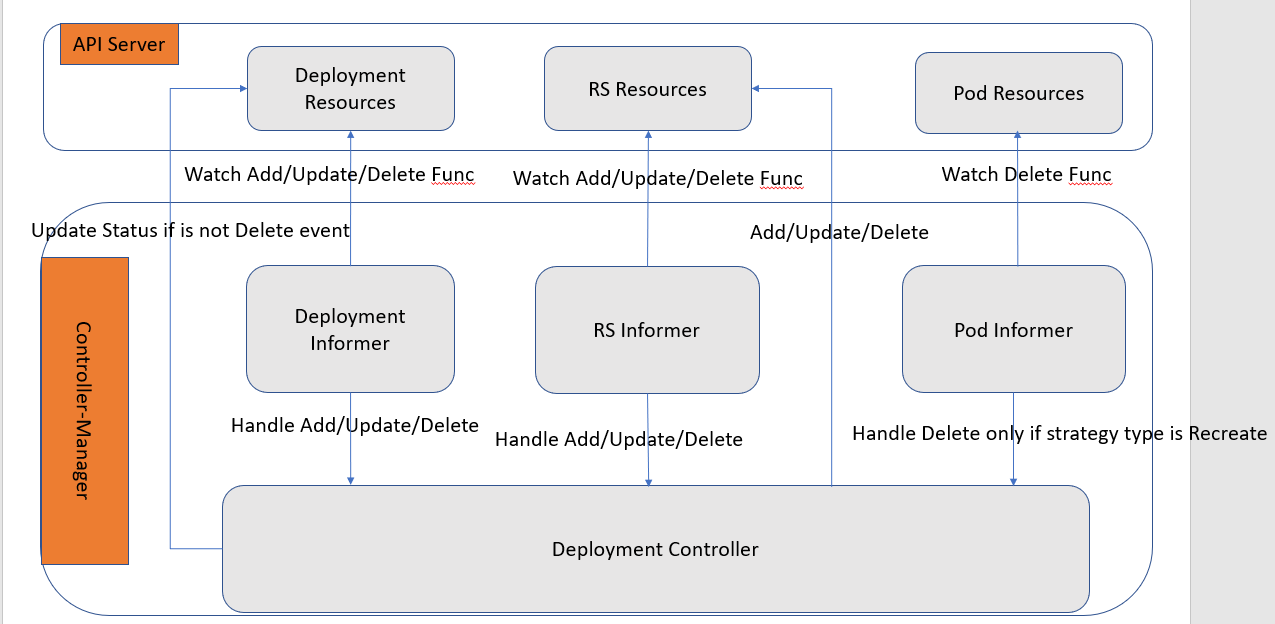 API Server
Deployment
Resources
RS Resources
Pod Resources
Watch Add/Update/Delete Func
Watch Add/Update/Delete Func
Watch Delete Func
Update Status if is not Delete event
Add/Update/Delete
Controller-Manager
Deployment
Informer
RS Informer
Pod Informer
Handle Add/Update/Delete
Handle Add/Update/Delete
Handle Delete only if strategy type is Recreate
Deployment Controller